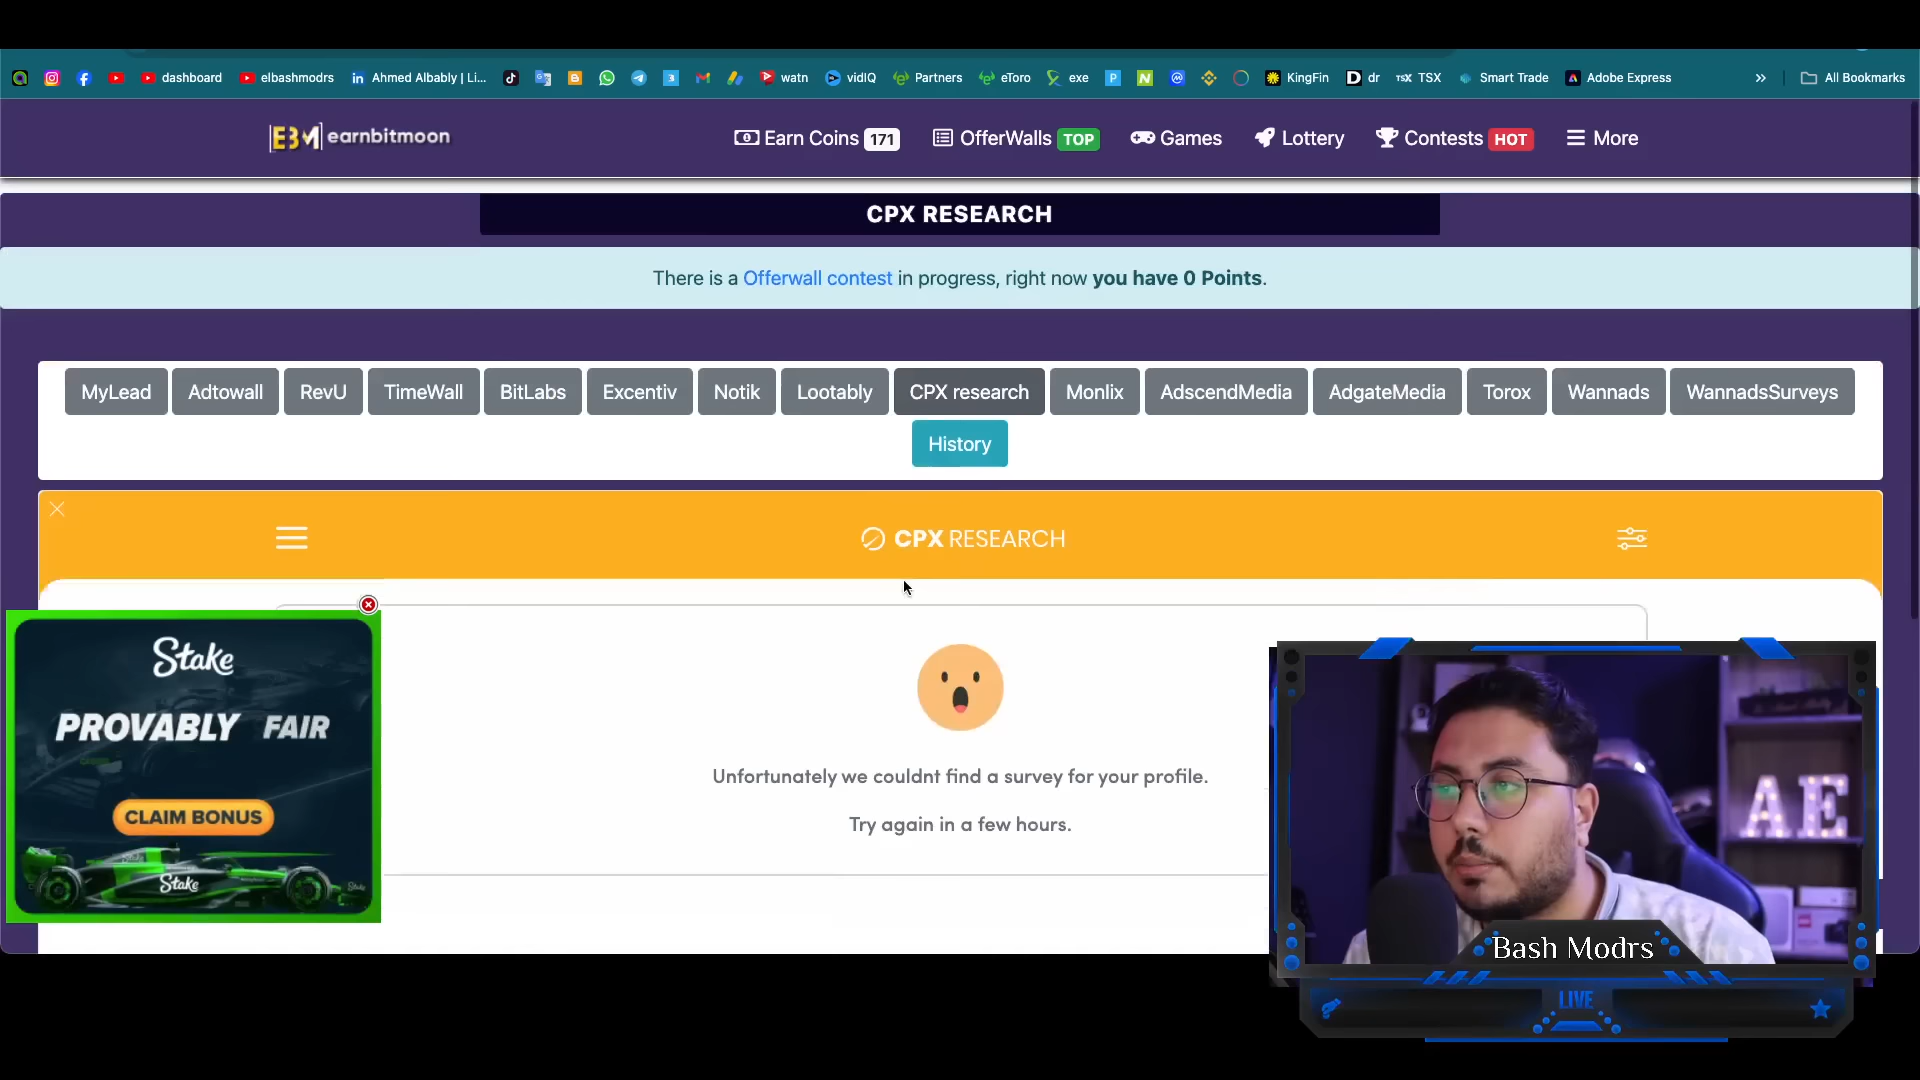 dashboard
elbashmodrs
Ahmed Albably | Li...
watn
vidIQ
Partners
eToro
exe
KingFin
dr
TSX TSX
Smart Trade
Adobe Express
All Bookmarks
EBM earnbitmoon
Earn Coins 171
OfferWalls TOP
Games
Lottery
Contests HOT
More
CPX RESEARCH
There is a Offerwall contest in progress, right now you have 0 Points.
MyLead
Adtowall
RevU
TimeWall
BitLabs
Excentiv
Notik
Lootably
CPX research
Monlix
AdscendMedia
AdgateMedia
Torox
Wannads
WannadsSurveys
History
CPX RESEARCH
Unfortunately we couldnt find a survey for your profile.
Try again in a few hours.
Stake
PROVABLY FAIR
CLAIM BONUS
Stake
AE
Bash Modrs
LIVE